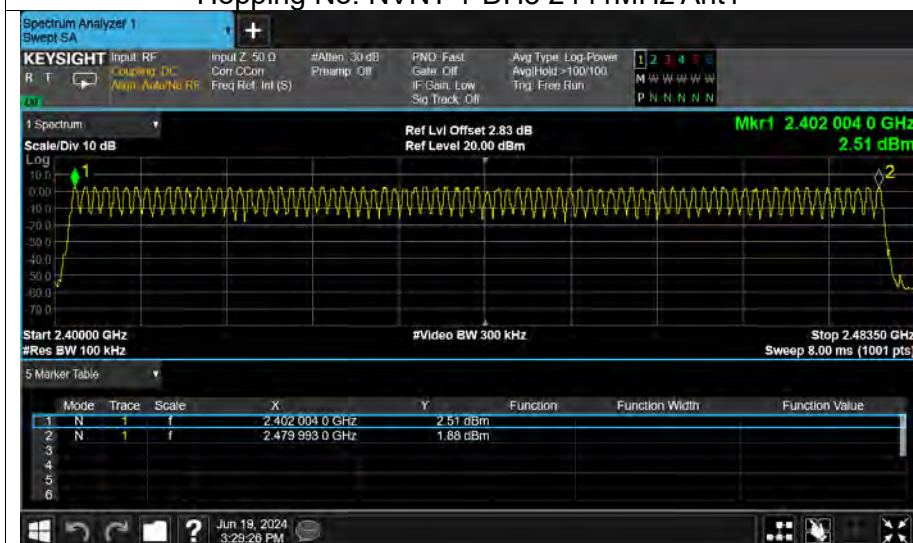 Hopping No. NVNT 1-DH5 2441MHz Ant1
Spectrum Analyzer 1
Swept SA
+
KEYSIGHT Input: RF Input Z: 50 Ω #Atten: 30 dB PNO: Fast Avg Type: Log-Power 1 2 3 4 5 6
R T Coupling: DC Corr CCorr Preamp: Off Gate: Off Avg|Hold:>100/100 M W W W W W
Align: Auto/No RF Freq Ref: Int (S) IF Gain: Low Trig: Free Run
Sig Track: Off P N N N N N
1 Spectrum
Ref Lvl Offset 2.83 dB Mkr1 2.402 004 0 GHz
Scale/Div 10 dB Ref Level 20.00 dBm 2.51 dBm
Log
10.0
0.00
-10.0
-20.0
-30.0
-40.0
-50.0
-60.0
-70.0
1
2
Start 2.40000 GHz #Video BW 300 kHz Stop 2.48350 GHz
#Res BW 100 kHz Sweep 8.00 ms (1001 pts)
5 Marker Table
Mode Trace Scale X Y Function Function Width Function Value
1 N 1 f 2.402 004 0 GHz 2.51 dBm
2 N 1 f 2.479 993 0 GHz 1.88 dBm
3
4
5
6
?
Jun 19, 2024
3:29:26 PM